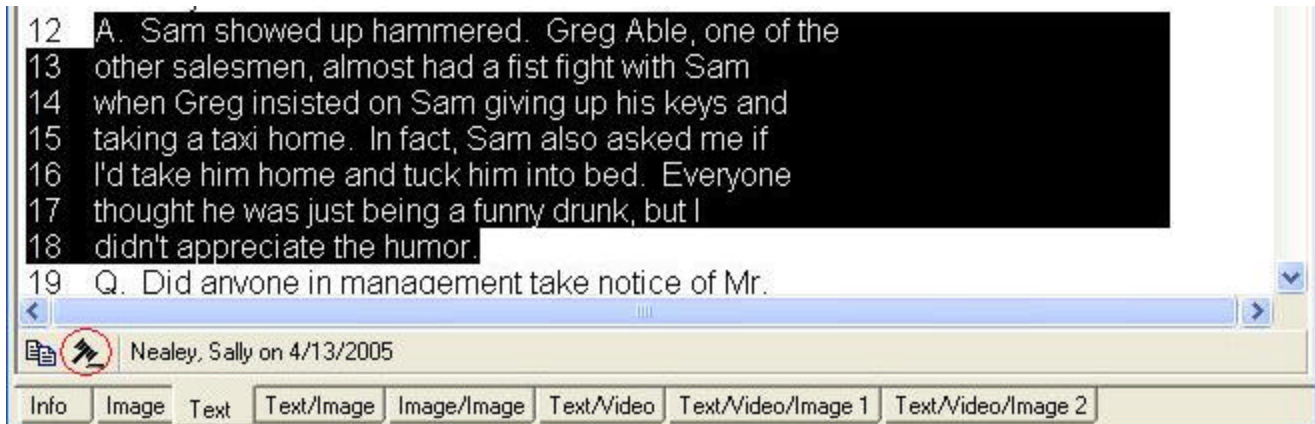 12 A. Sam showed up hammered. Greg Able, one of the
13 other salesmen, almost had a fist fight with Sam
14 when Greg insisted on Sam giving up his keys and
15 taking a taxi home. In fact, Sam also asked me if
16 I'd take him home and tuck him into bed. Everyone
17 thought he was just being a funny drunk, but I
18 didn't appreciate the humor.
19 Q. Did anyone in management take notice of Mr.
Nealey, Sally on 4/13/2005
Info Image Text Text/Image Image/Image Text/Video Text/Video/Image 1 Text/Video/Image 2